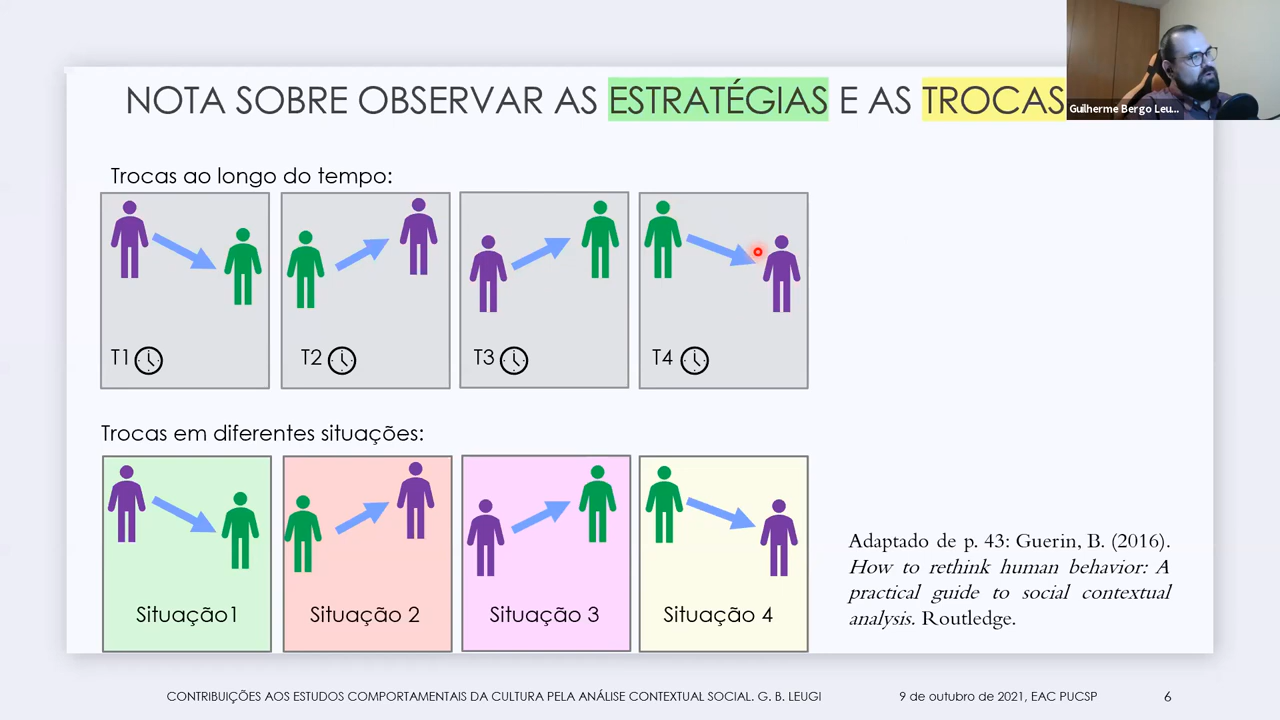 NOTA SOBRE OBSERVAR AS ESTRATÉGIAS E AS TROCAS
Guilherme Bergo Leu...
Trocas ao longo do tempo:
T1
T2
T3
T4
Trocas em diferentes situações:
Situação1
Situação 2
Situação 3
Situação 4
Adaptado de p. 43: Guerin, B. (2016).
How to rethink human behavior: A
practical guide to social contextual
analysis. Routledge.
CONTRIBUIÇÕES AOS ESTUDOS COMPORTAMENTAIS DA CULTURA PELA ANÁLISE CONTEXTUAL SOCIAL. G. B. LEUGI
9 de outubro de 2021, EAC PUCSP
6